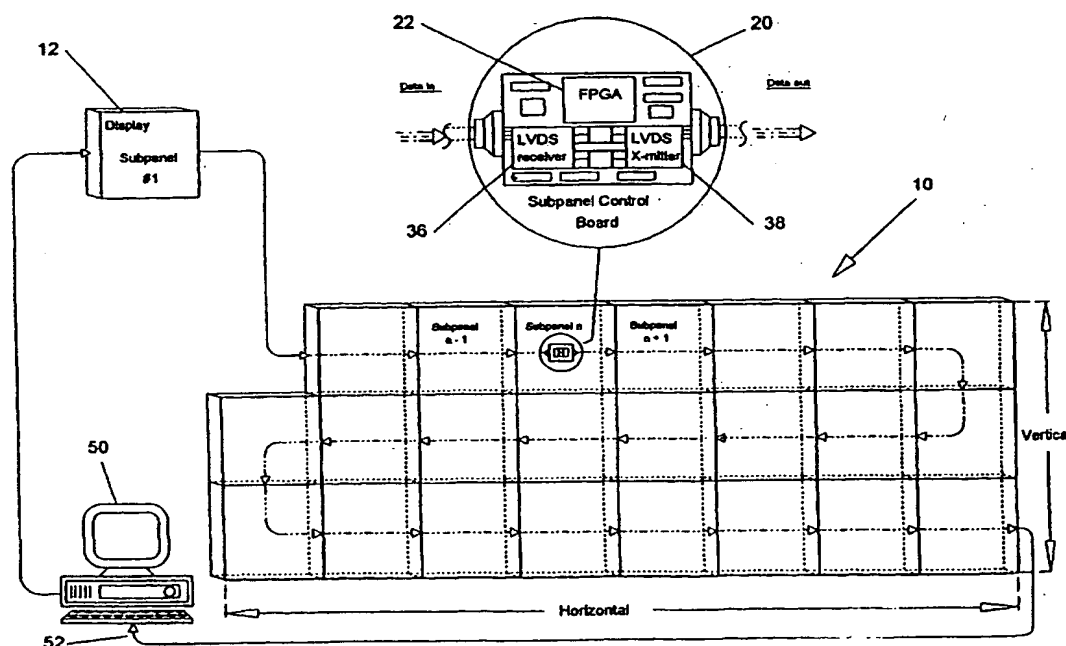 22
20
12
Data in
Data out
FPGA
Display
Subpanel
#1
LVDS
receiver
LVDS
X-mitter
Subpanel Control
Board
36
38
10
Subpanel
n - 1
Subpanel n
Subpanel
n + 1
Vertica
50
Horizontal
52